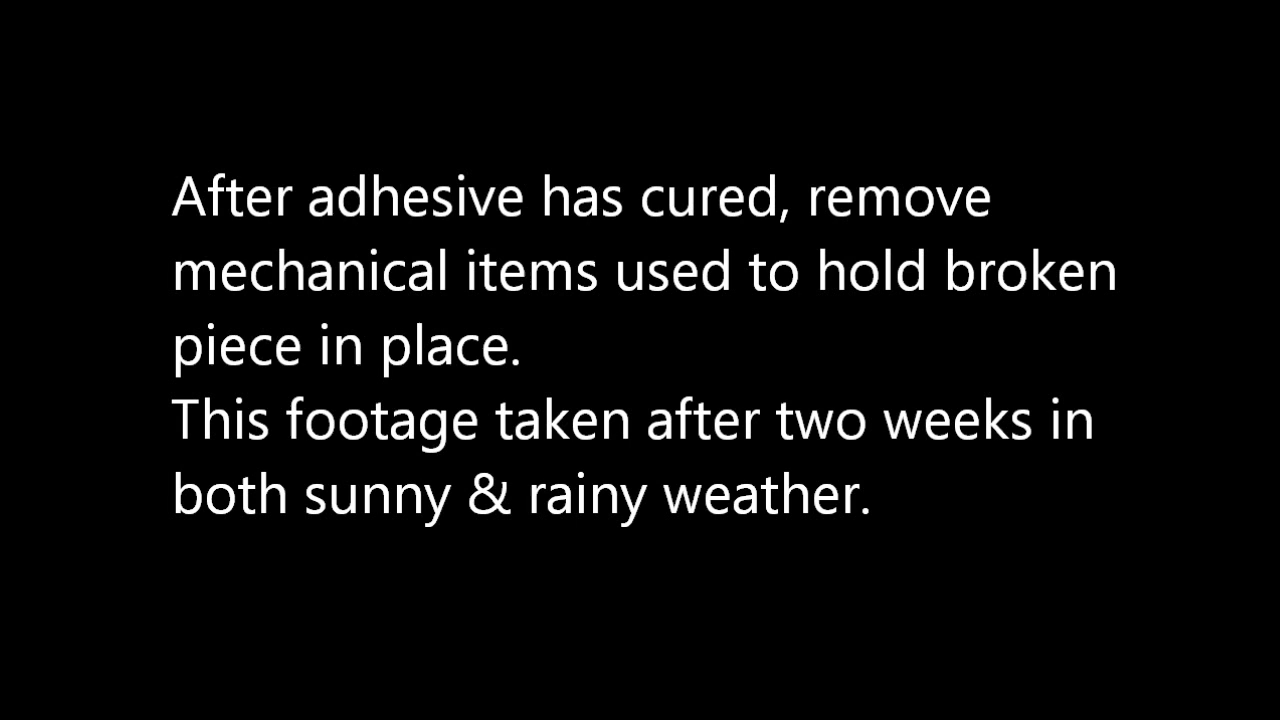 After adhesive has cured, remove
mechanical items used to hold broken
piece in place.
This footage taken after two weeks in
both sunny & rainy weather.